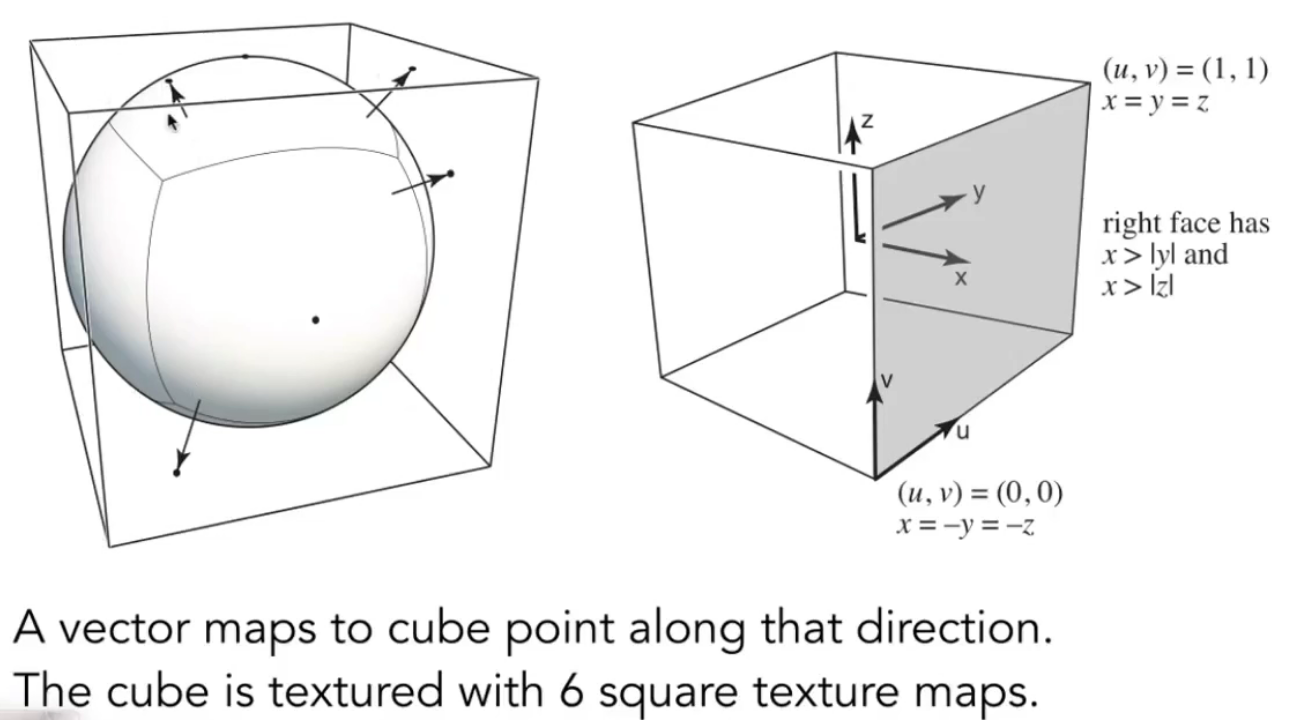 (u, v) = (1, 1)
x = y = z
z
y
x
right face has
x > |y| and
x > |z|
v
u
(u, v) = (0, 0)
x = −y = −z
A vector maps to cube point along that direction.
The cube is textured with 6 square texture maps.